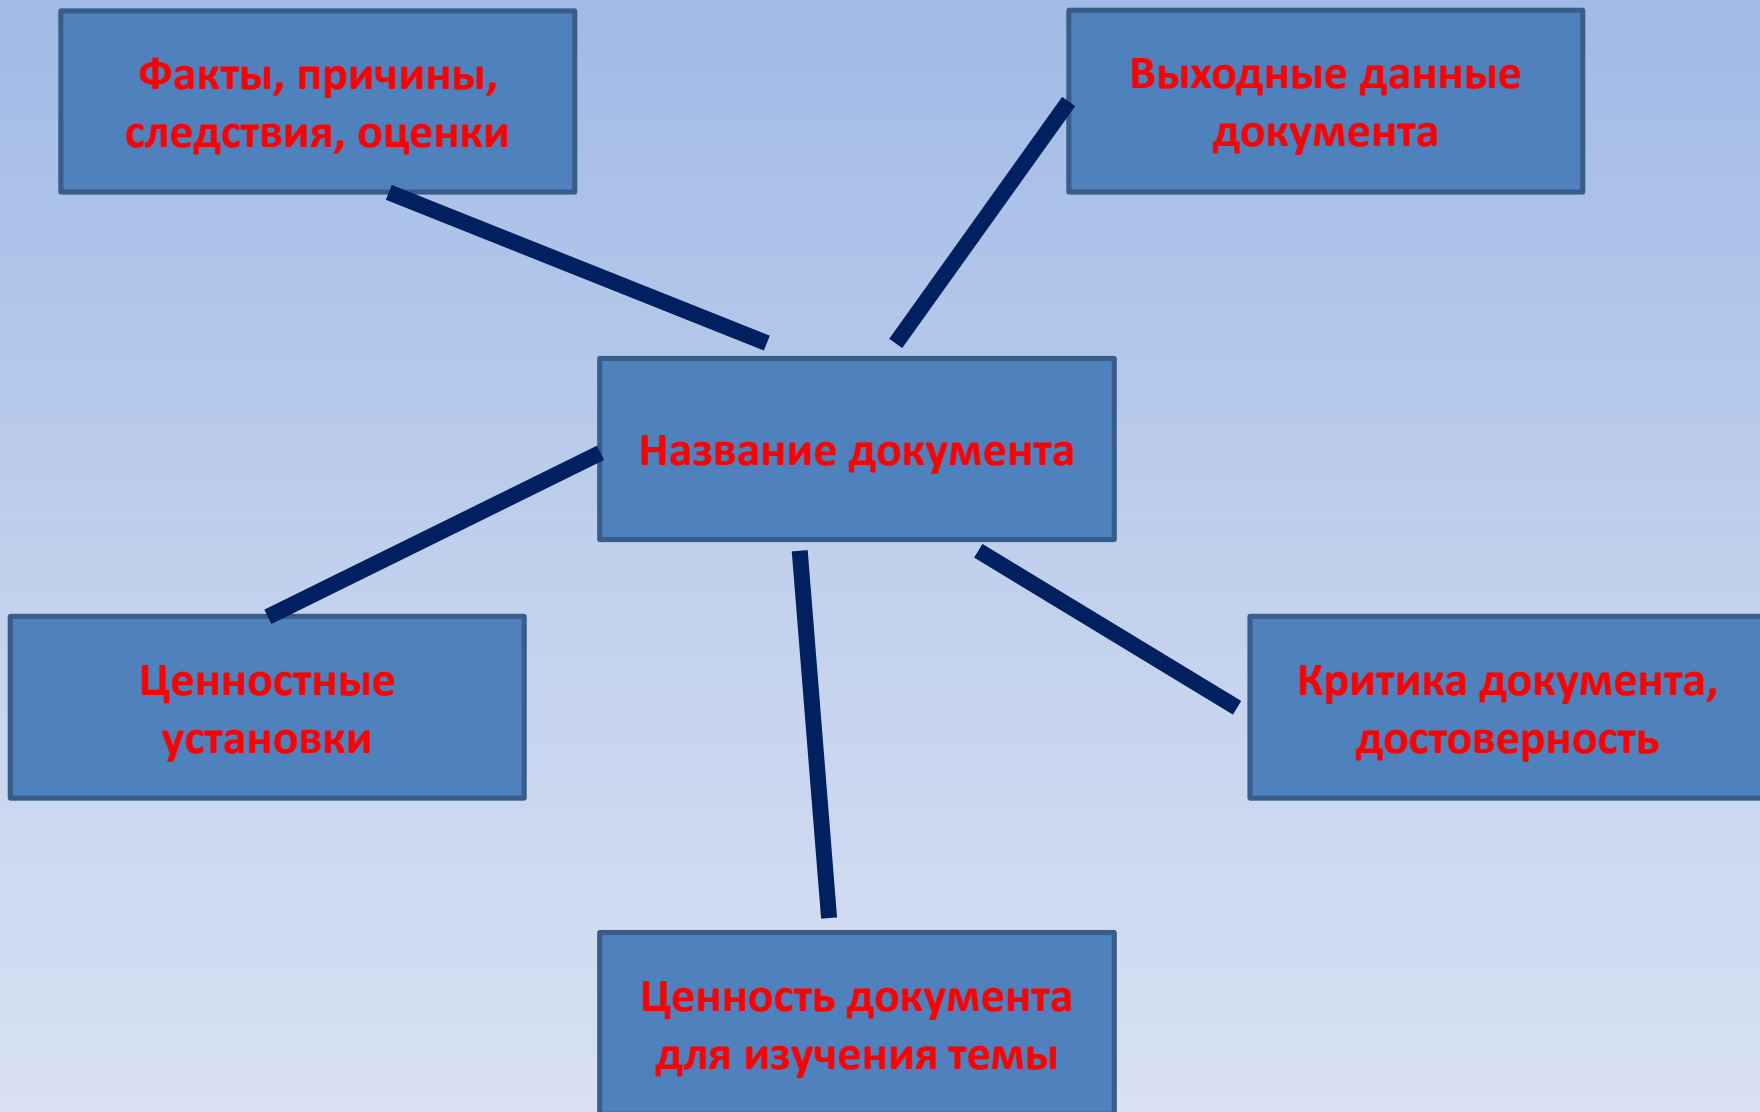 Факты, причины,
следствия, оценки
Выходные данные
документа
Название документа
Ценностные
установки
Критика документа,
достоверность
Ценность документа
для изучения темы